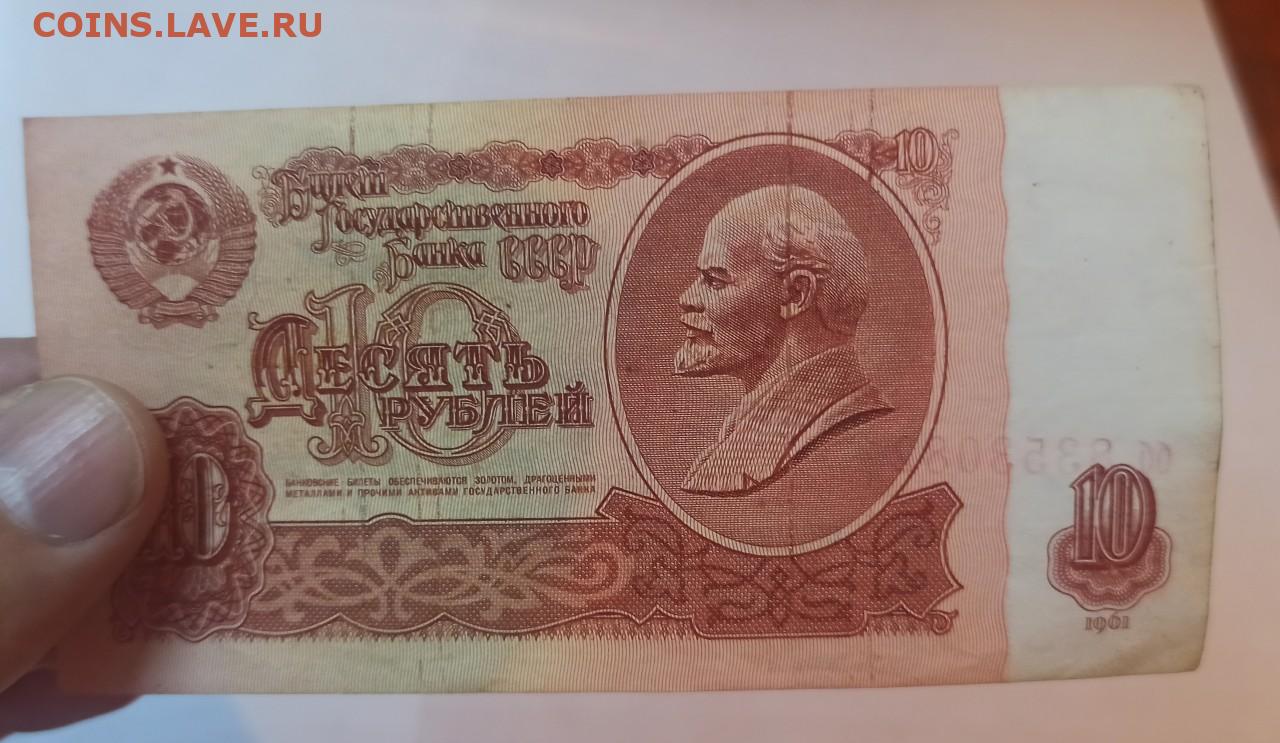 COINS.LAVE.RU
10
Билет
Государственного
Банка СССР
10
Десять
рублей
БАНКОВСКИЕ БИЛЕТЫ ОБЕСПЕЧИВАЮТСЯ ЗОЛОТОМ, ДРАГОЦЕННЫМИ
МЕТАЛЛАМИ И ПРОЧИМИ АКТИВАМИ ГОСУДАРСТВЕННОГО БАНКА
10
10
1961